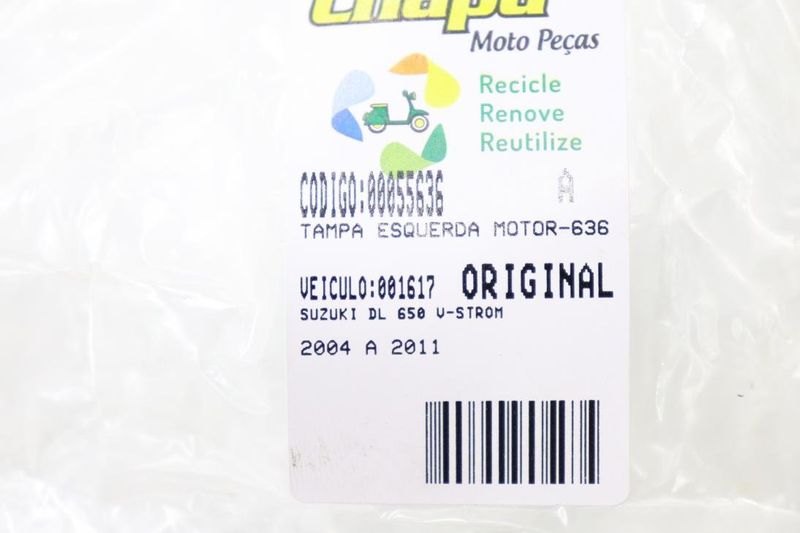 Chapa
Moto Peças
Recicle
Renove
Reutilize
CODIGO:00055636 A
TAMPA ESQUERDA MOTOR-636
VEICULO:001617 ORIGINAL
SUZUKI DL 650 V-STROM
2004 A 2011